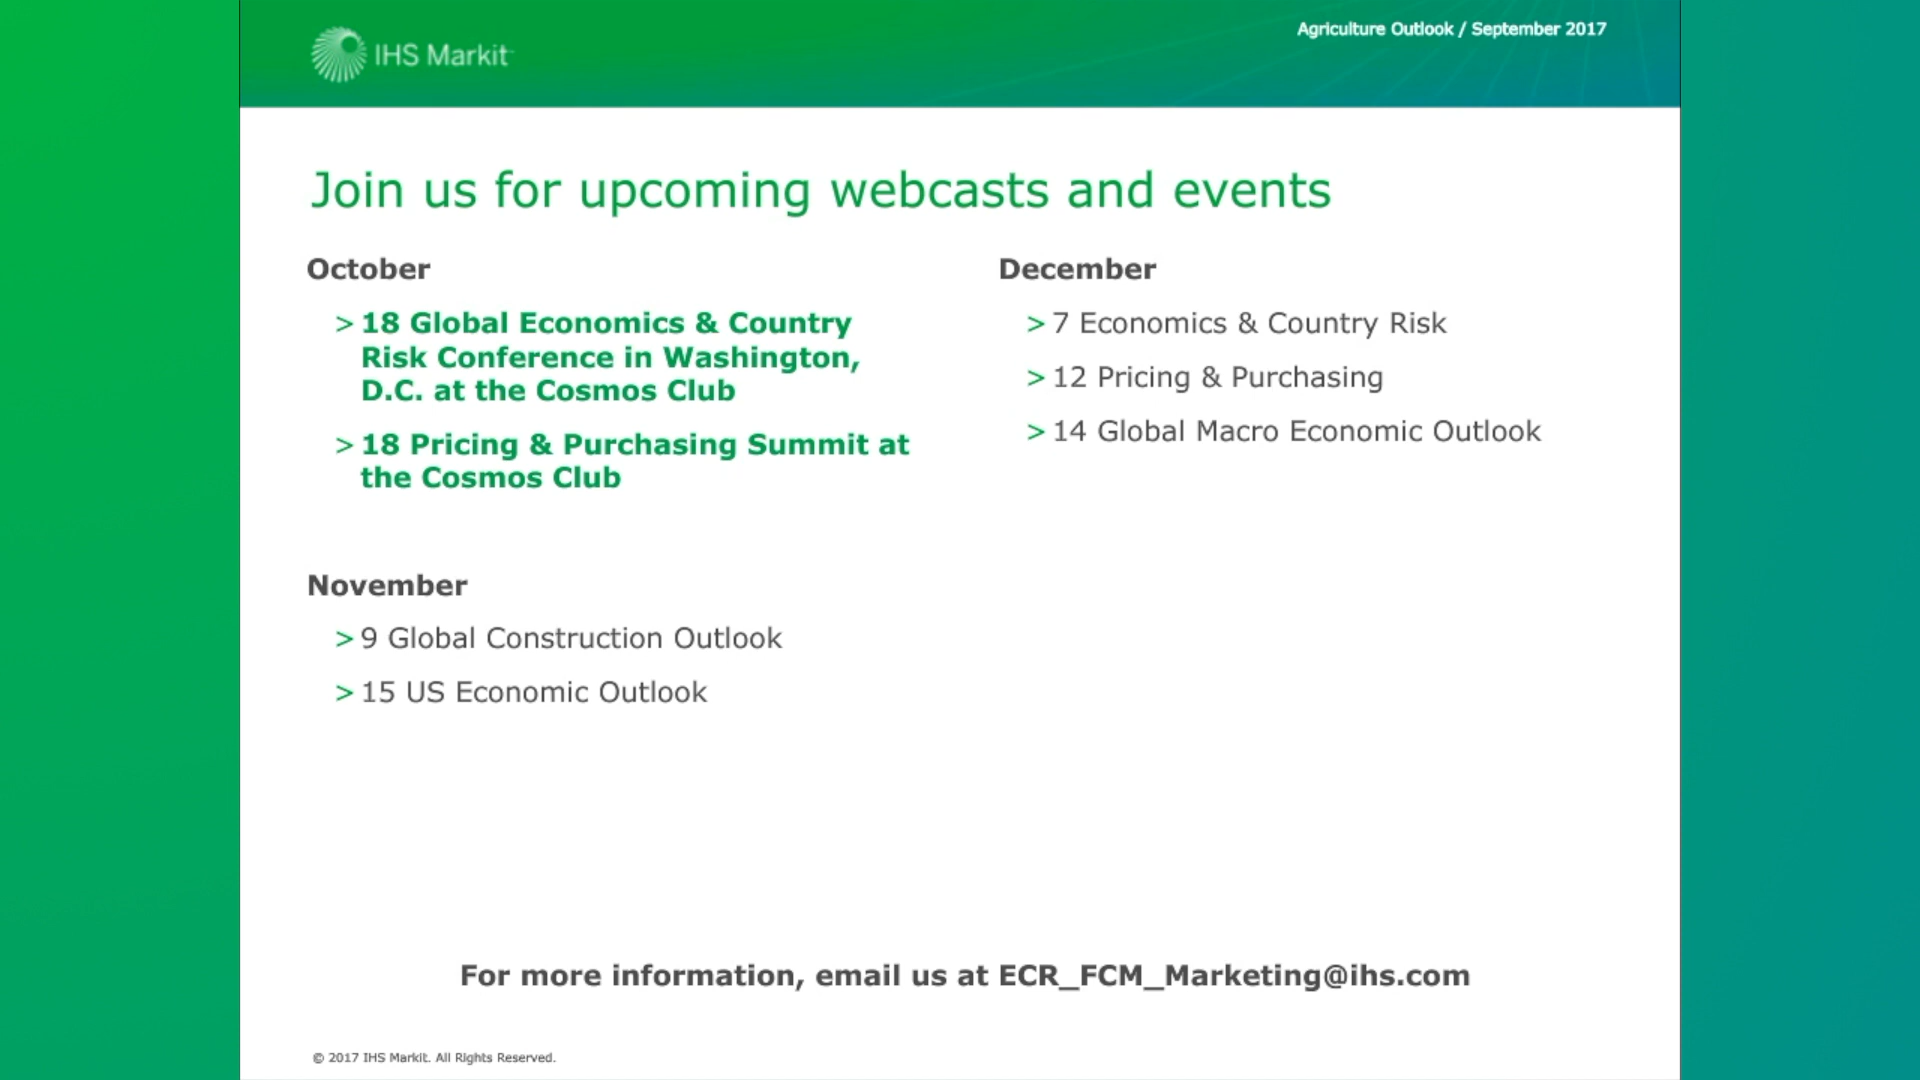 IHS Markit
Agriculture Outlook / September 2017
Join us for upcoming webcasts and events
October
> 18 Global Economics & Country
Risk Conference in Washington,
D.C. at the Cosmos Club
> 18 Pricing & Purchasing Summit at
the Cosmos Club
November
> 9 Global Construction Outlook
> 15 US Economic Outlook
December
> 7 Economics & Country Risk
> 12 Pricing & Purchasing
> 14 Global Macro Economic Outlook
For more information, email us at ECR_FCM_Marketing@ihs.com
© 2017 IHS Markit. All Rights Reserved.